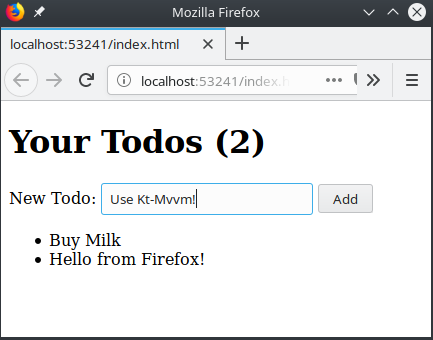 Mozilla Firefox
localhost:53241/index.html
localhost:53241/index.h
Your Todos (2)
New Todo: Use Kt-Mvvm! Add
Buy Milk
Hello from Firefox!